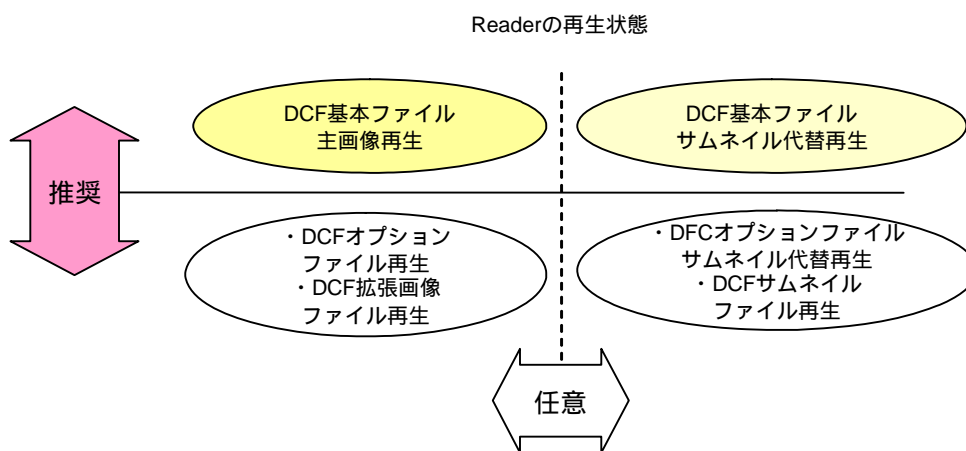 Readerの再生状態
DCF基本ファイル
主画像再生
DCF基本ファイル
サムネイル代替再生
推奨
・DCFオプション
ファイル再生
・DCF拡張画像
ファイル再生
・DFCオプションファイル
サムネイル代替再生
・DCFサムネイル
ファイル再生
任意